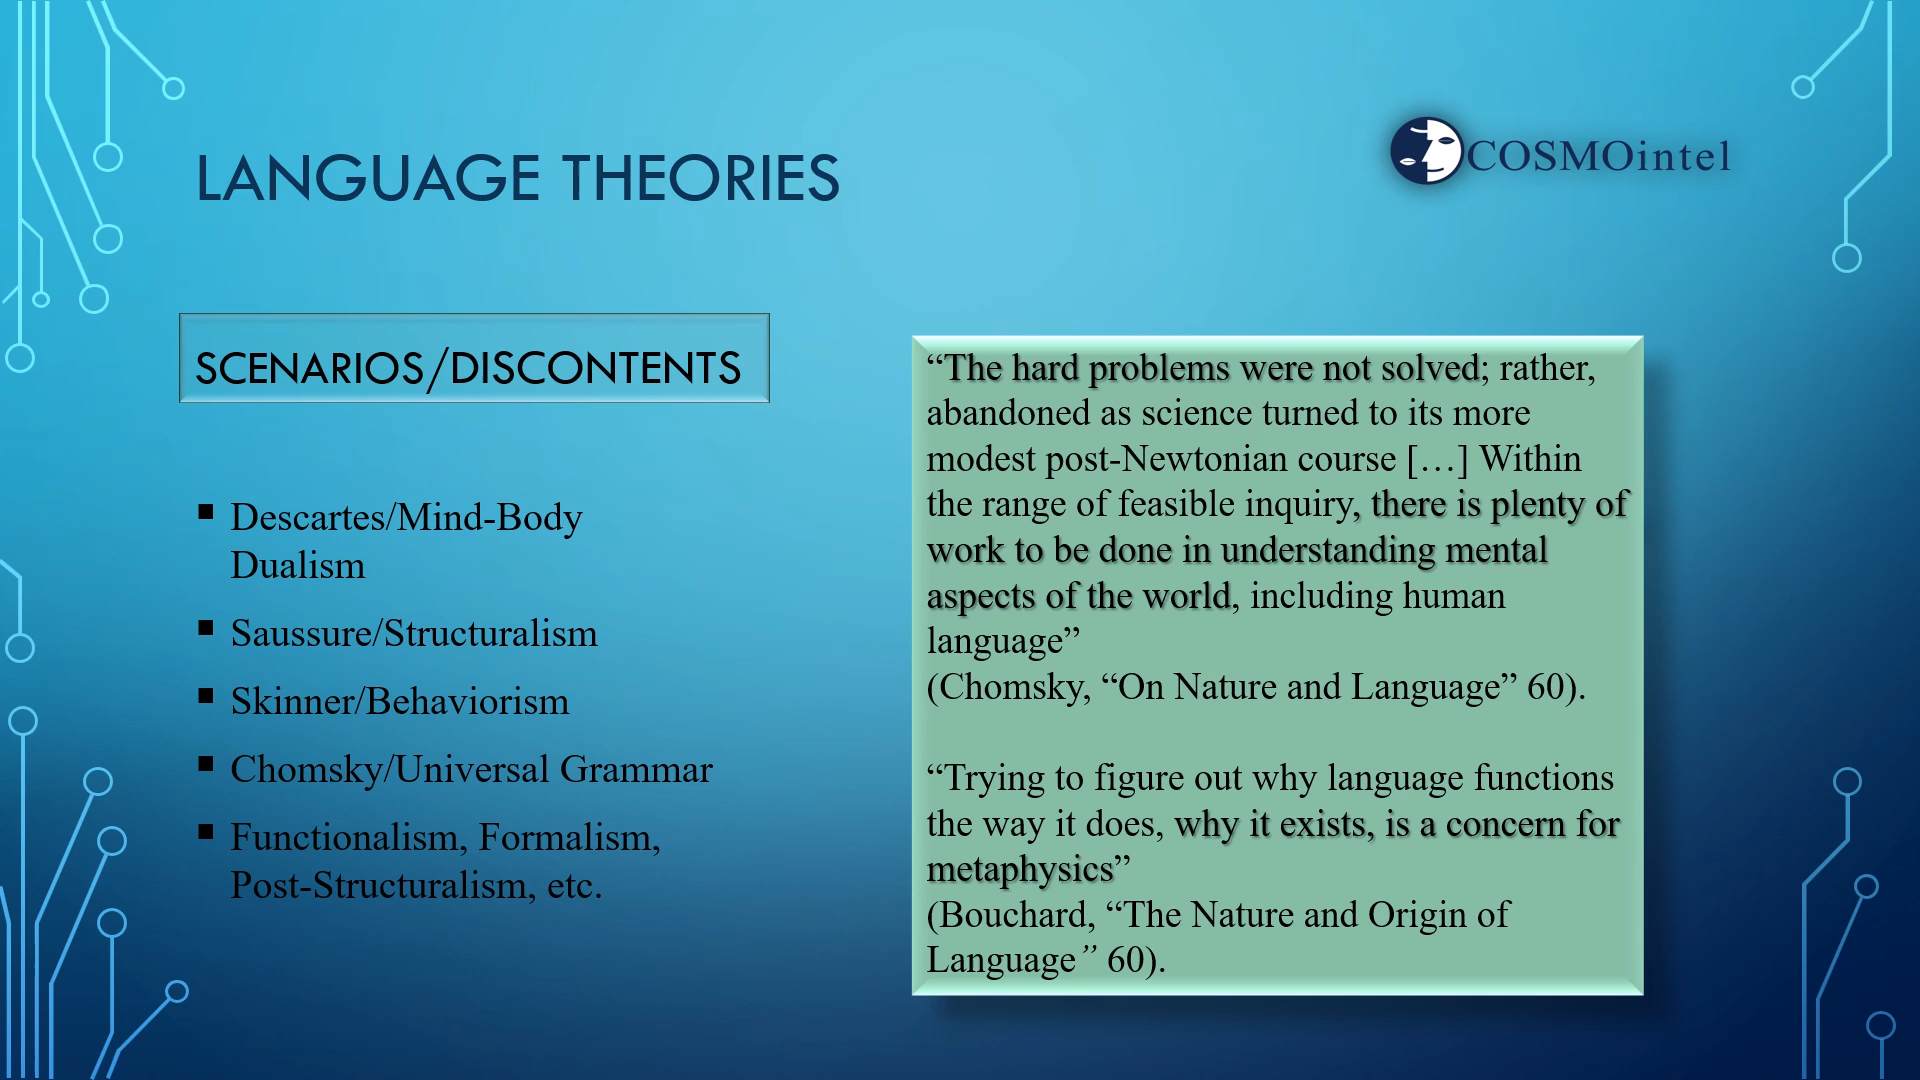 LANGUAGE THEORIES
COSMOintel
SCENARIOS/DISCONTENTS
▪ Descartes/Mind-Body
Dualism
▪ Saussure/Structuralism
▪ Skinner/Behaviorism
▪ Chomsky/Universal Grammar
▪ Functionalism, Formalism,
Post-Structuralism, etc.
“The hard problems were not solved; rather,
abandoned as science turned to its more
modest post-Newtonian course […] Within
the range of feasible inquiry, there is plenty of
work to be done in understanding mental
aspects of the world, including human
language”
(Chomsky, “On Nature and Language” 60).
“Trying to figure out why language functions
the way it does, why it exists, is a concern for
metaphysics”
(Bouchard, “The Nature and Origin of
Language” 60).